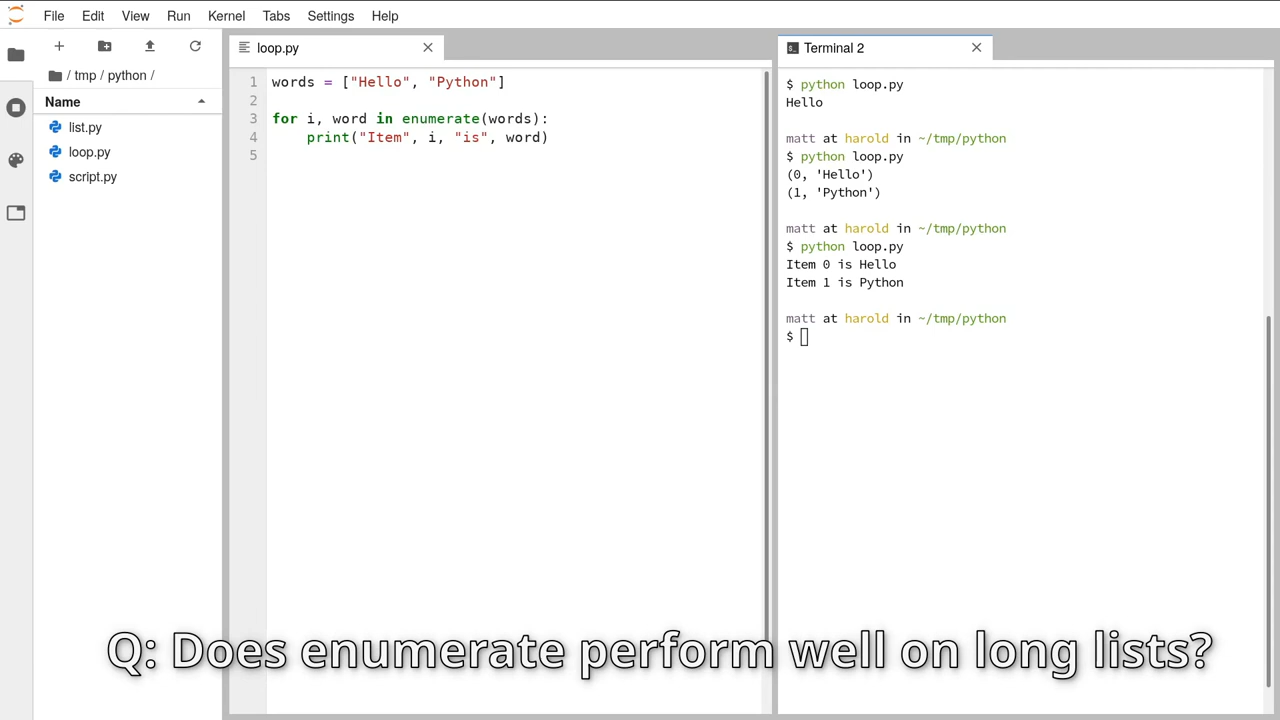 File Edit View Run Kernel Tabs Settings Help
/ tmp / python /
Name
list.py
loop.py
script.py
loop.py
1 words = ["Hello", "Python"]
2
3 for i, word in enumerate(words):
4     print("Item", i, "is", word)
5
Terminal 2
$ python loop.py
Hello
matt at harold in ~/tmp/python
$ python loop.py
(0, 'Hello')
(1, 'Python')
matt at harold in ~/tmp/python
$ python loop.py
Item 0 is Hello
Item 1 is Python
matt at harold in ~/tmp/python
$
Q: Does enumerate perform well on long lists?